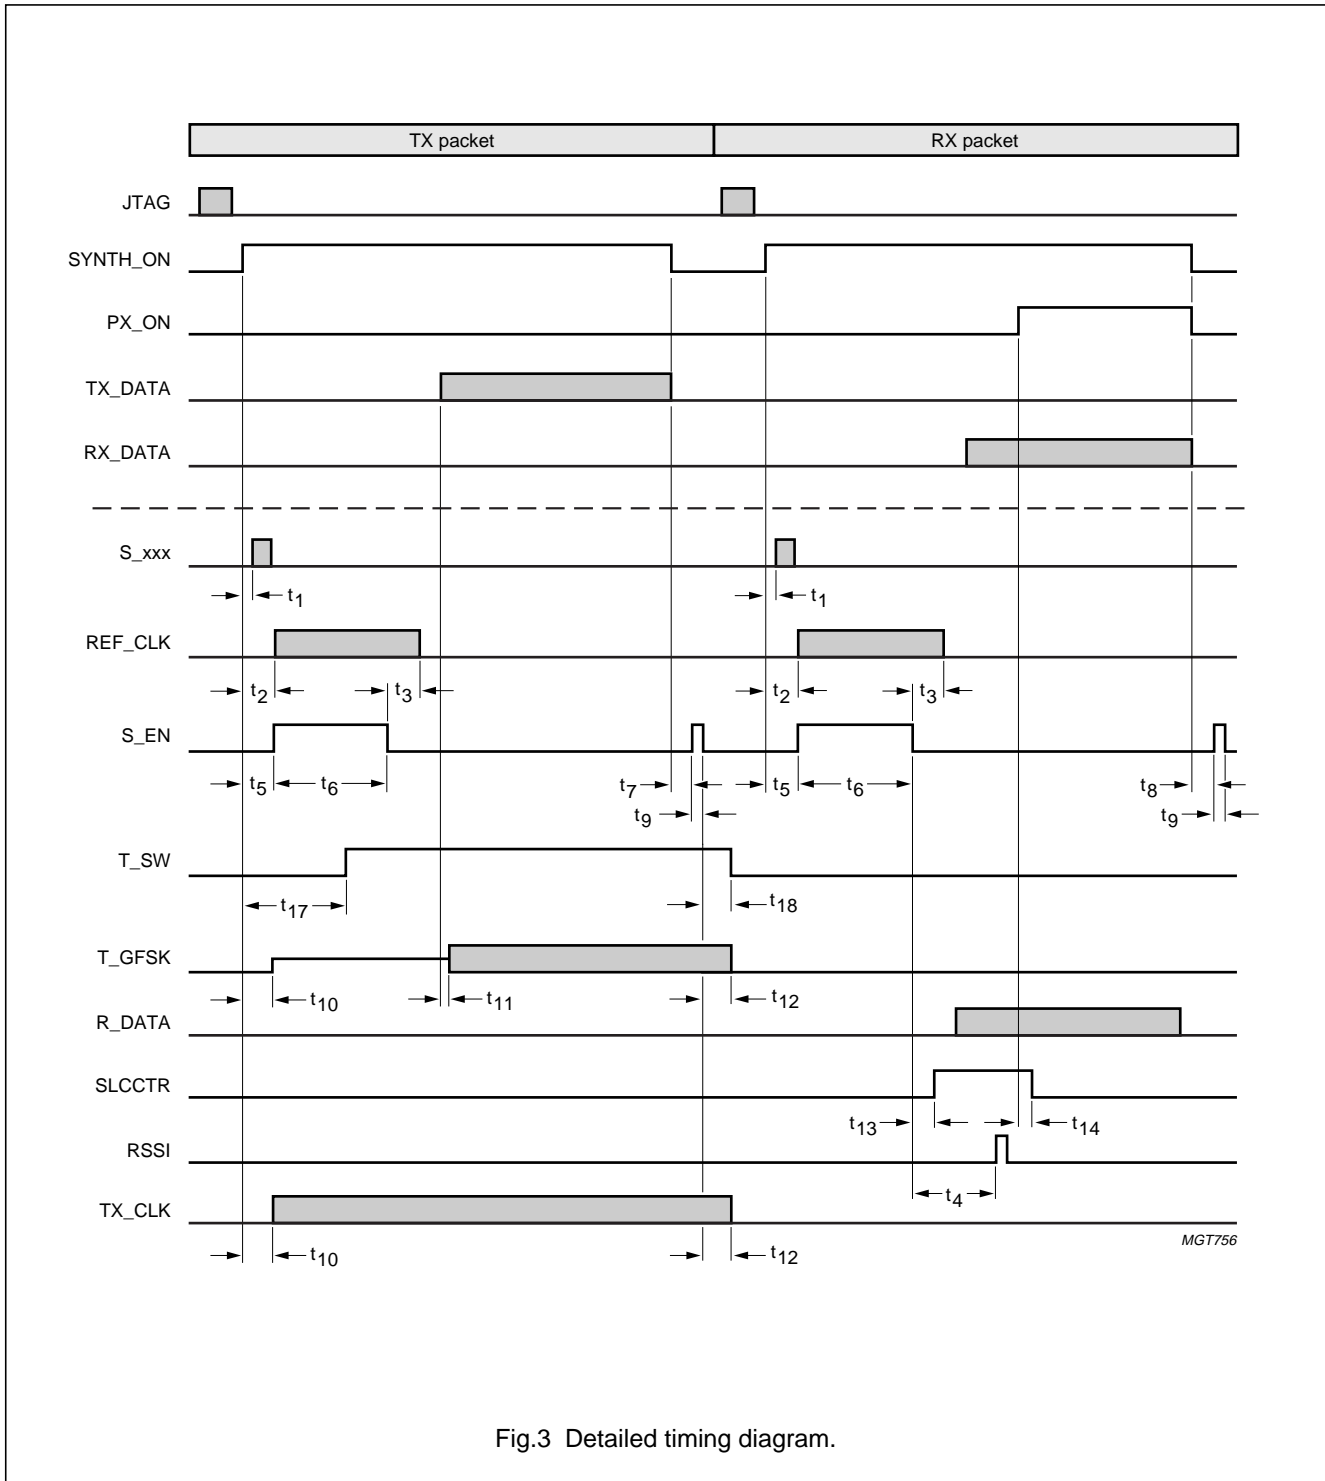 TX packet RX packet
JTAG
SYNTH_ON
PX_ON
TX_DATA
RX_DATA
S_xxx
t1 t1
REF_CLK
t2 t3 t2 t3
S_EN
t5 t6 t7 t5 t6 t8
t9 t9
T_SW
t17 t18
T_GFSK
t10 t11 t12
R_DATA
SLCCTR
t13 t14
RSSI
t4
TX_CLK
MGT756
t10 t12
Fig.3 Detailed timing diagram.